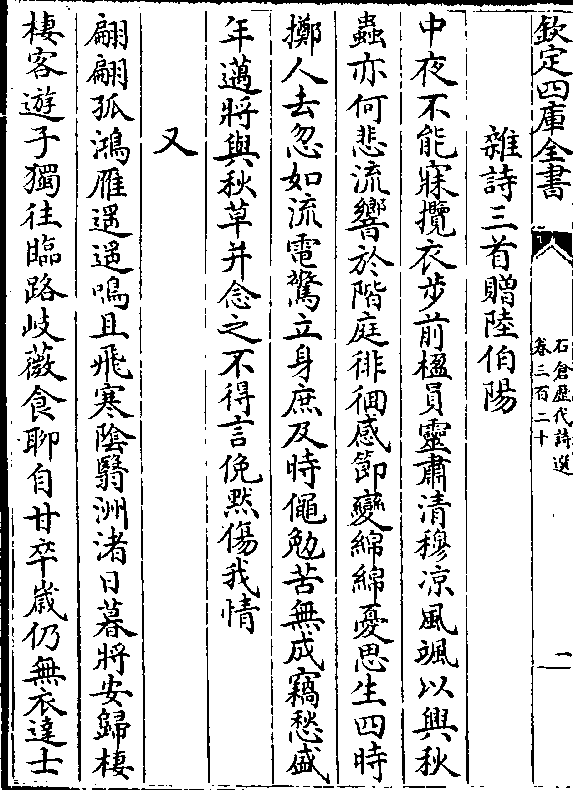 欽定四庫全書
石倉歴代詩選
卷三百二十
一
雜詩三首贈陸伯陽
中夜不能寐攬衣步前楹員靈肅清穆凉風颯以興秋
蟲亦何悲流響於階庭徘徊感節變綿綿憂思生四時
擲人去忽如流電驚立身庶及時僶勉苦無成竊愁盛
年邁將與秋草并念之不得言俛黙傷我情
又
翩翩孤鴻雁遥遥鳴且飛寒陰翳洲渚日暮將安歸棲
棲客遊子獨往臨路岐薇食聊自甘卒歳仍無衣達士